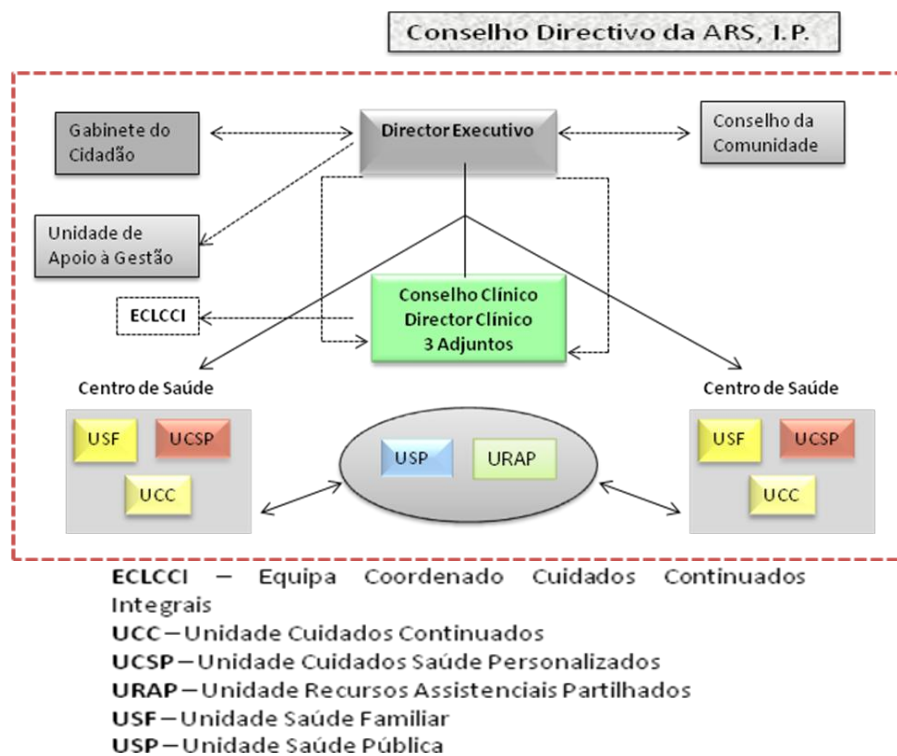 Conselho Directivo da ARS, I.P.
Gabinete do
Cidadão
Director Executivo
Conselho da
Comunidade
Unidade de
Apoio à Gestão
ECLCCI
Conselho Clínico
Director Clínico
3 Adjuntos
Centro de Saúde
USF
UCSP
UCC
USP
URAP
Centro de Saúde
USF
UCSP
UCC
ECLCCI – Equipa Coordenado Cuidados Continuados
Integrais
UCC – Unidade Cuidados Continuados
UCSP – Unidade Cuidados Saúde Personalizados
URAP – Unidade Recursos Assistenciais Partilhados
USF – Unidade Saúde Familiar
USP – Unidade Saúde Pública